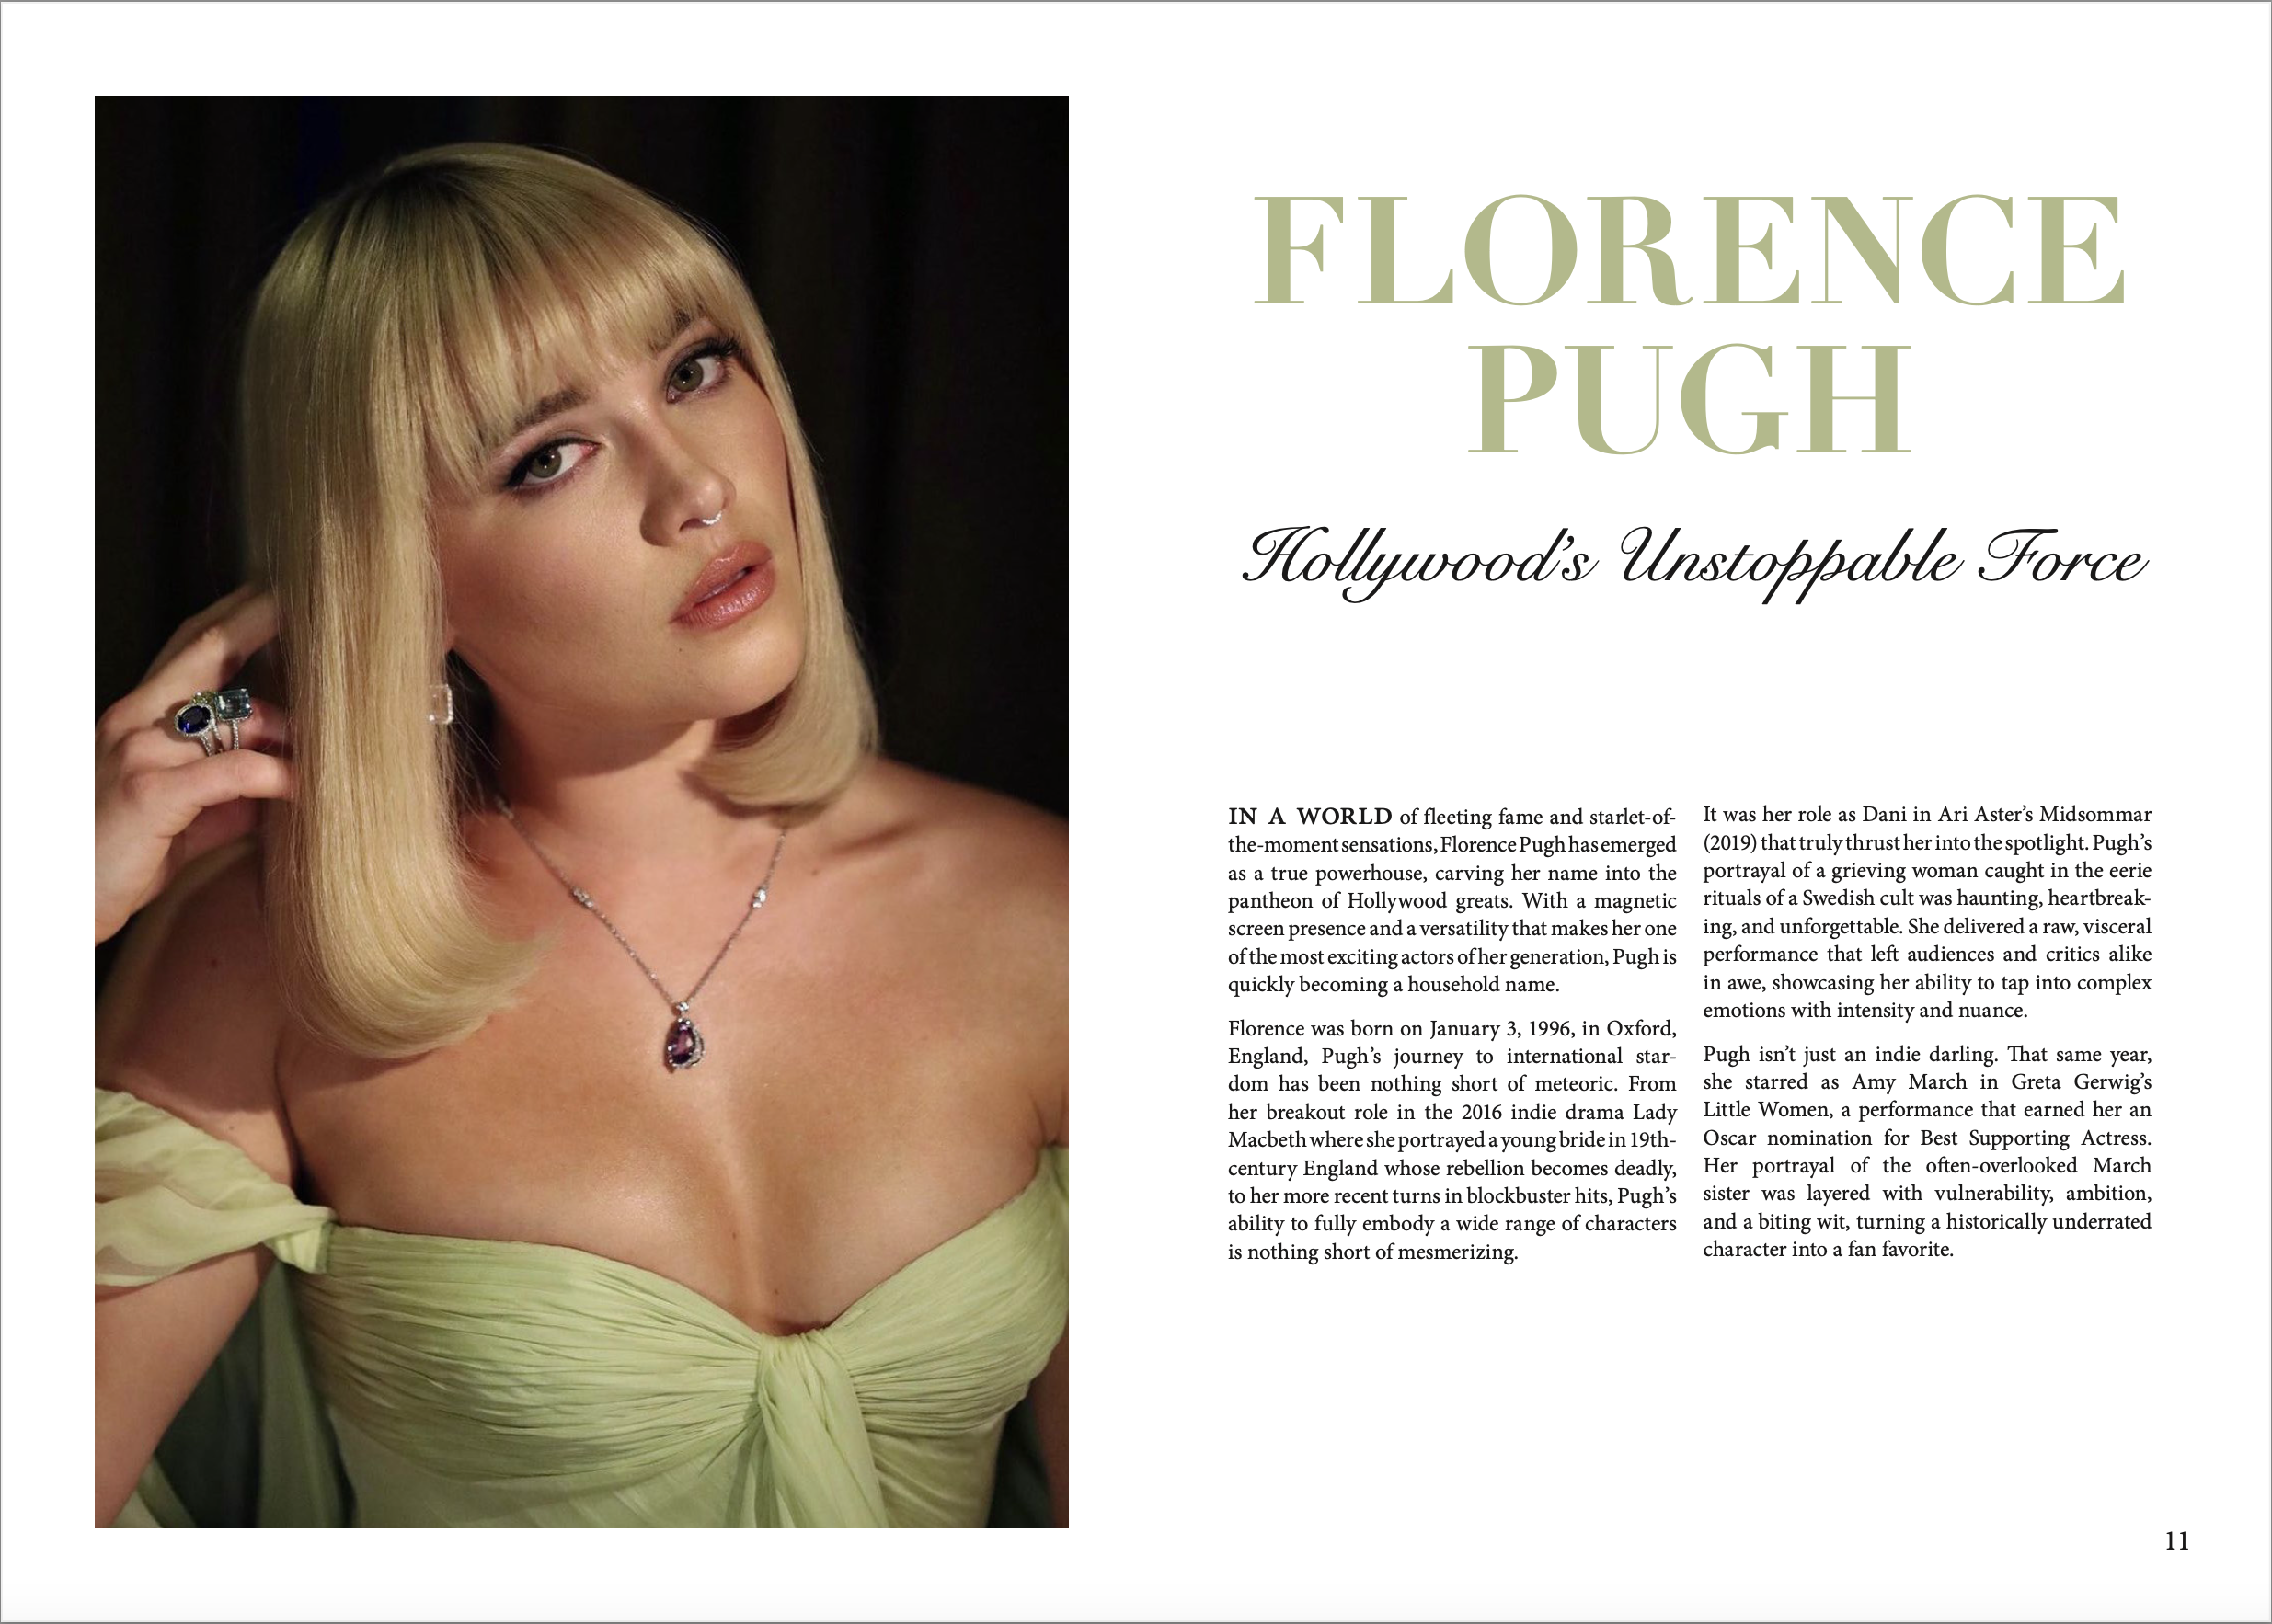 FLORENCE
PUGH
Hollywood's Unstoppable Force
IN A WORLD of fleeting fame and starlet-of-
the-moment sensations, Florence Pugh has emerged
as a true powerhouse, carving her name into the
pantheon of Hollywood greats. With a magnetic
screen presence and a versatility that makes her one
of the most exciting actors of her generation, Pugh is
quickly becoming a household name.
Florence was born on January 3, 1996, in Oxford,
England, Pugh's journey to international star-
dom has been nothing short of meteoric. From
her breakout role in the 2016 indie drama Lady
Macbeth where she portrayed a young bride in 19th-
century England whose rebellion becomes deadly,
to her more recent turns in blockbuster hits, Pugh's
ability to fully embody a wide range of characters
is nothing short of mesmerizing.
It was her role as Dani in Ari Aster's Midsommar
(2019) that truly thrust her into the spotlight. Pugh's
portrayal of a grieving woman caught in the eerie
rituals of a Swedish cult was haunting, heartbreak-
ing, and unforgettable. She delivered a raw, visceral
performance that left audiences and critics alike
in awe, showcasing her ability to tap into complex
emotions with intensity and nuance.
Pugh isn't just an indie darling. That same year,
she starred as Amy March in Greta Gerwig's
Little Women, a performance that earned her an
Oscar nomination for Best Supporting Actress.
Her portrayal of the often-overlooked March
sister was layered with vulnerability, ambition,
and a biting wit, turning a historically underrated
character into a fan favorite.
11